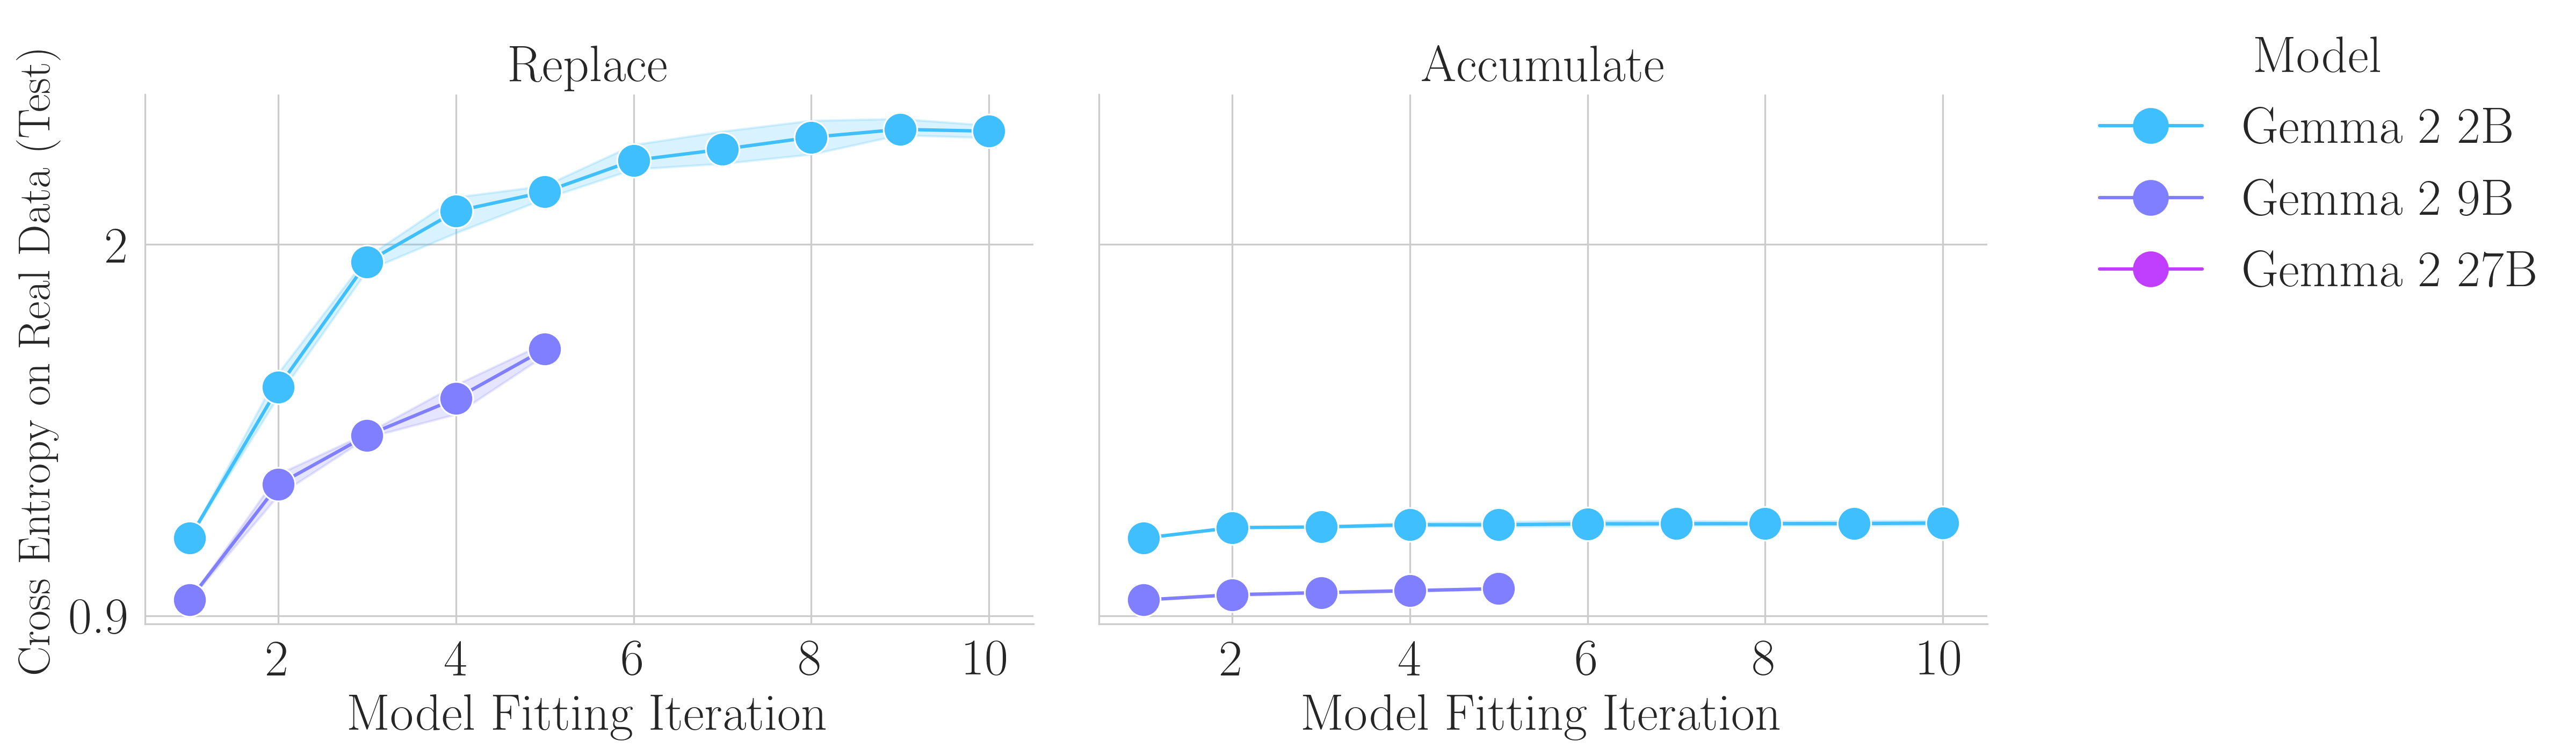 Cross Entropy on Real Data (Test)
Replace
2
0.9
2 4 6 8 10
Model Fitting Iteration
Accumulate
2 4 6 8 10
Model Fitting Iteration
Model
Gemma 2 2B
Gemma 2 9B
Gemma 2 27B